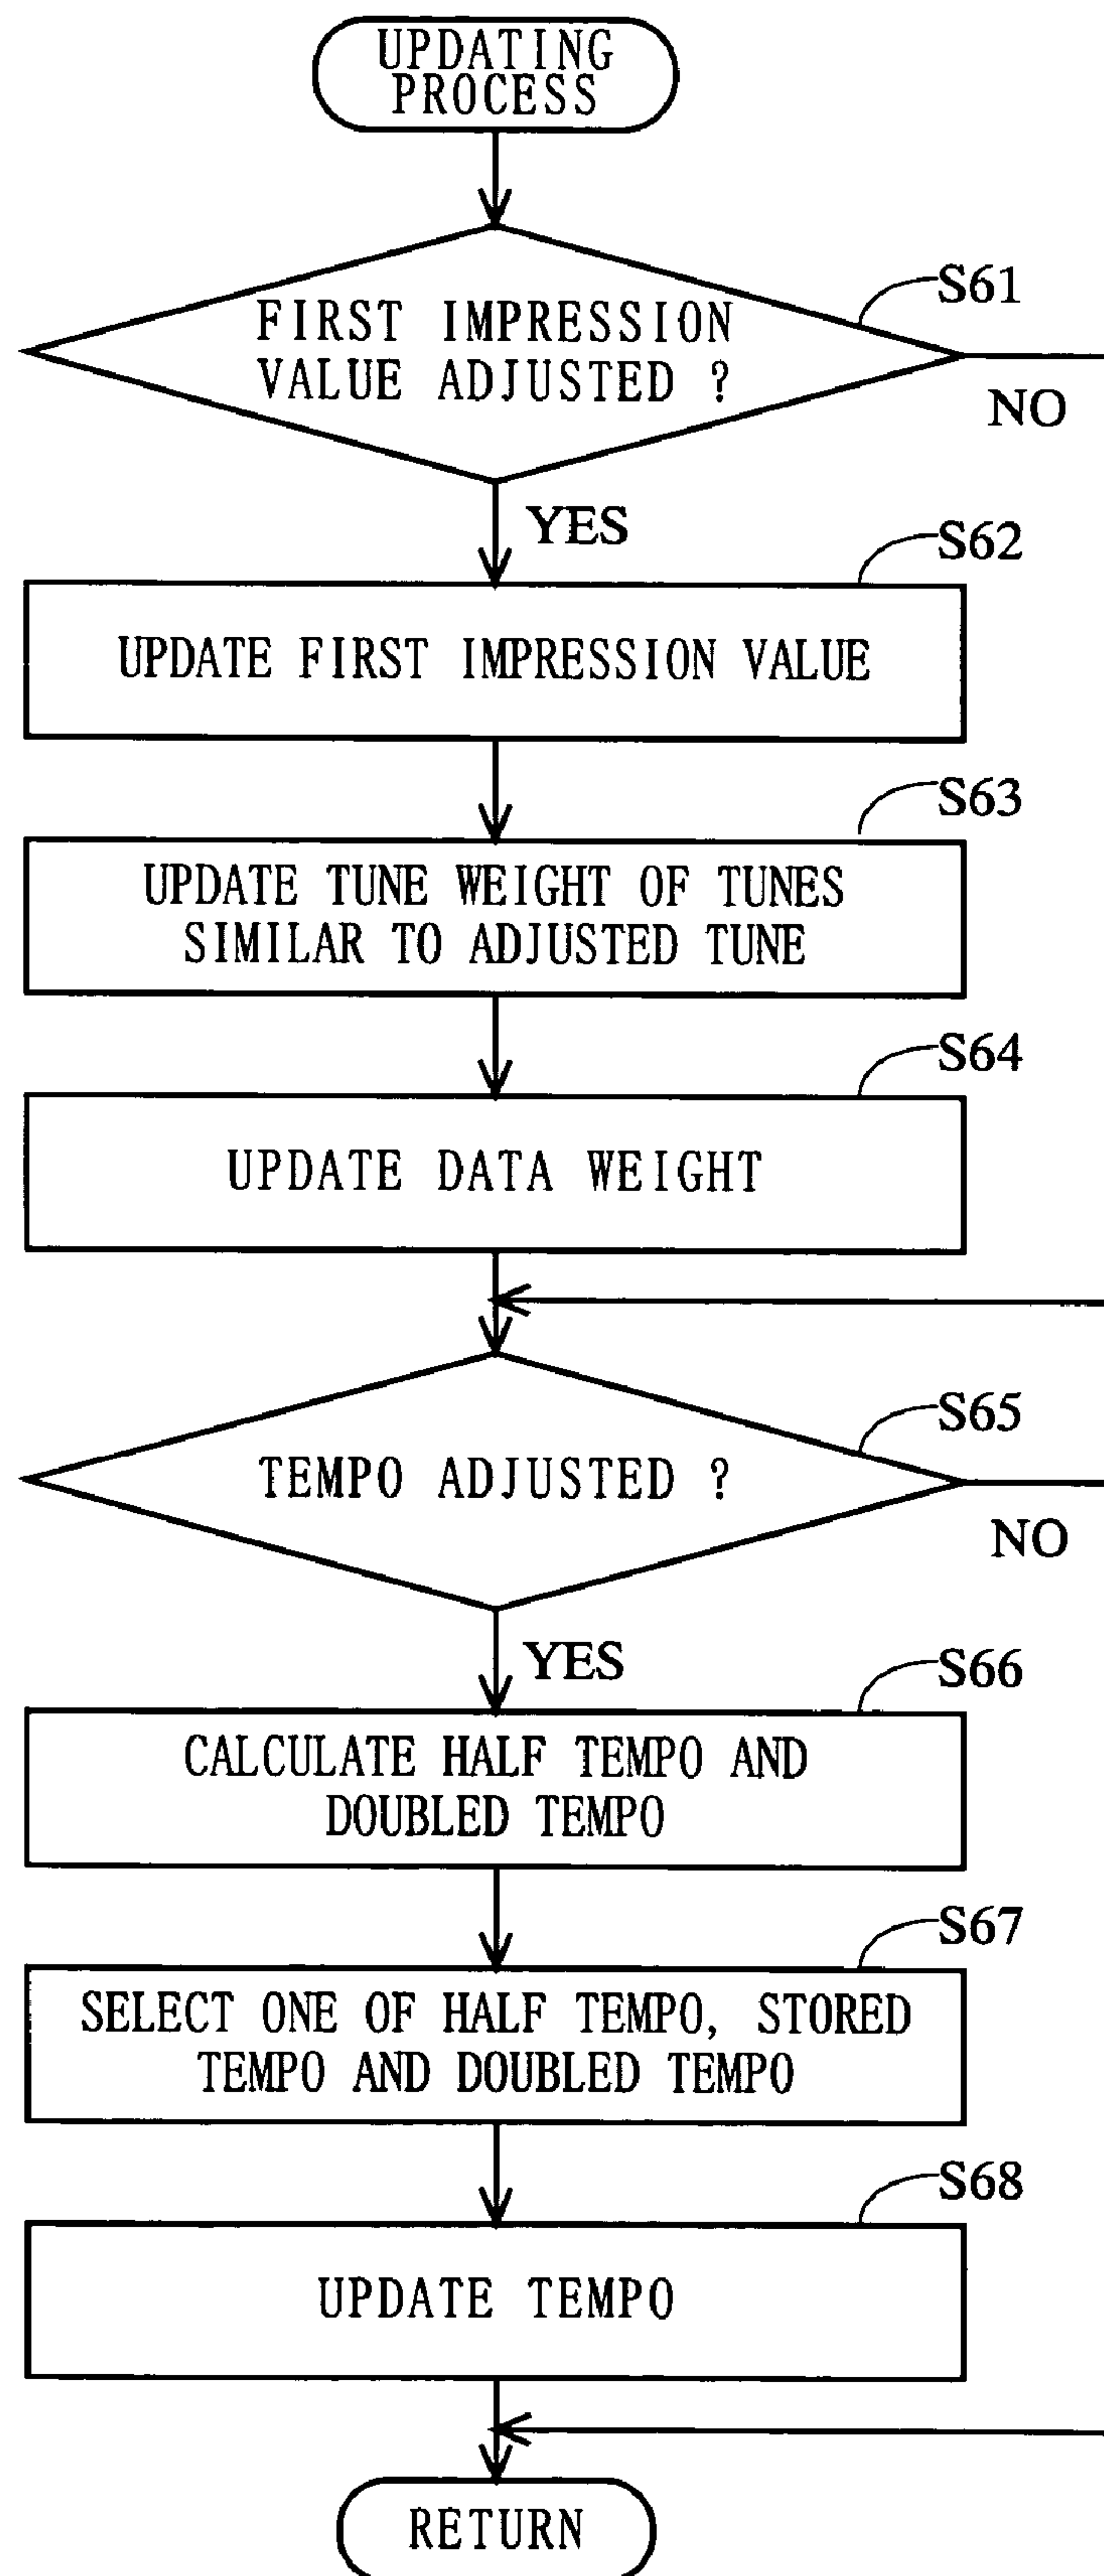 UPDATING
PROCESS
S61
FIRST IMPRESSION
VALUE ADJUSTED ?
NO
YES
S62
UPDATE FIRST IMPRESSION VALUE
S63
UPDATE TUNE WEIGHT OF TUNES
SIMILAR TO ADJUSTED TUNE
S64
UPDATE DATA WEIGHT
S65
TEMPO ADJUSTED ?
NO
YES
S66
CALCULATE HALF TEMPO AND
DOUBLED TEMPO
S67
SELECT ONE OF HALF TEMPO, STORED
TEMPO AND DOUBLED TEMPO
S68
UPDATE TEMPO
RETURN